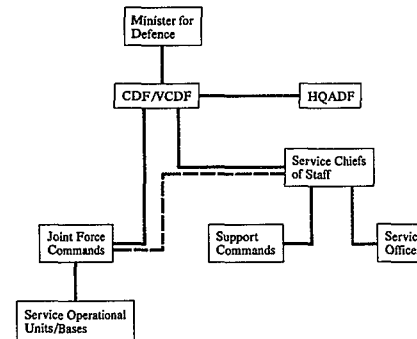 Minister for
Defence
CDF/VCDF
HQADF
Service Chiefs
of Staff
Joint Force
Commands
Support
Commands
Servic
Office
Service Operational
Units/Bases